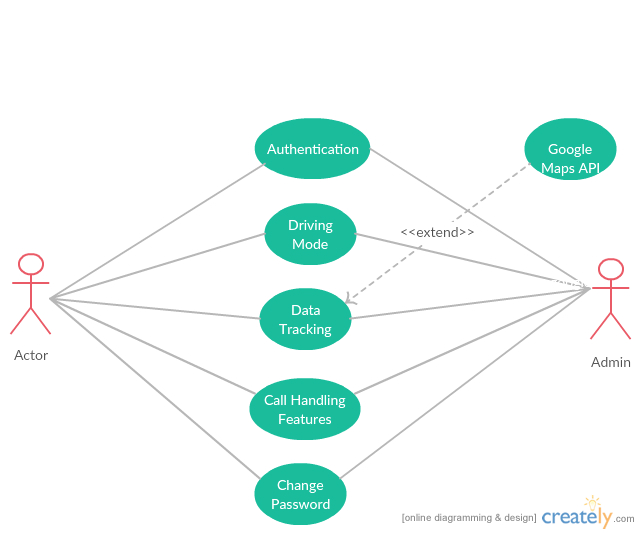 Authentication
Google
Maps API
Driving
Mode
<<extend>>
Data
Tracking
Actor
Admin
Call Handling
Features
Change
Password
[online diagramming & design] creately.com